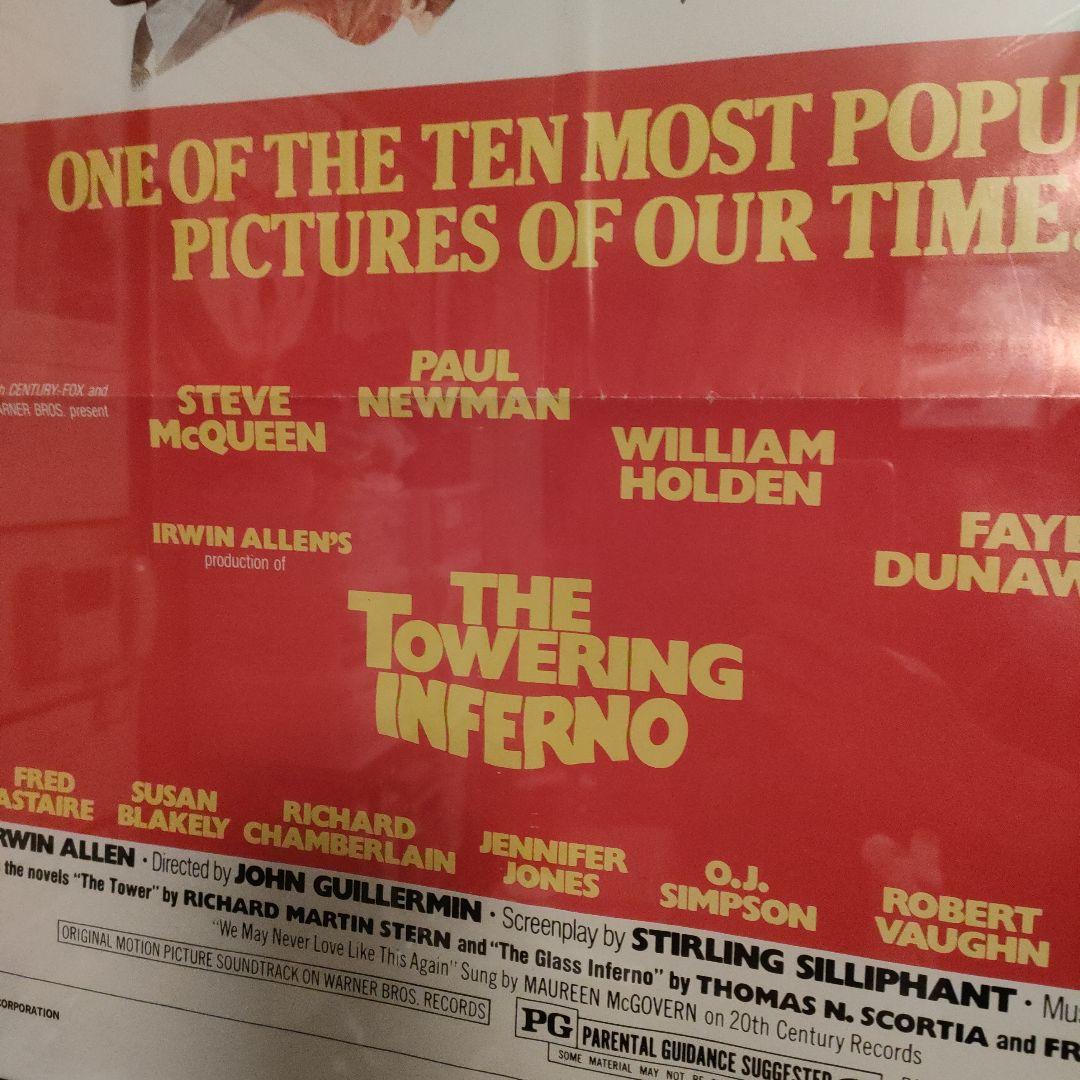 ONE OF THE TEN MOST POPU
PICTURES OF OUR TIME.
CENTURY-FOX and
RNER BROS. present
STEVE
McQUEEN
PAUL
NEWMAN
WILLIAM
HOLDEN
FAYE
DUNAW
IRWIN ALLEN'S
production of
THE
TOWERING
INFERNO
FRED
ASTAIRE
SUSAN
BLAKELY
RICHARD
CHAMBERLAIN
JENNIFER
JONES
O.J.
SIMPSON
ROBERT
VAUGHN
RWIN ALLEN • Directed by JOHN GUILLERMIN • Screenplay by STIRLING SILLIPHANT • Mu
the novels "The Tower" by RICHARD MARTIN STERN and "The Glass Inferno" by THOMAS N. SCORTIA and FR
"We May Never Love Like This Again" Sung by MAUREEN McGOVERN on 20th Century Records
ORIGINAL MOTION PICTURE SOUNDTRACK ON WARNER BROS. RECORDS
CORPORATION
PG PARENTAL GUIDANCE SUGGESTED
SOME MATERIAL MAY NOT